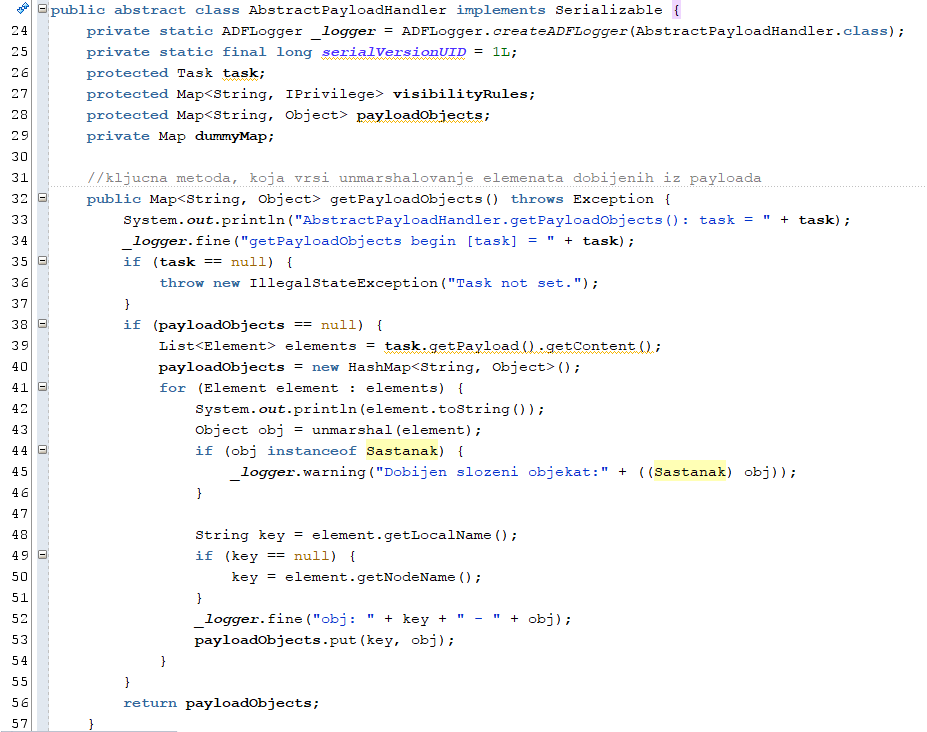 public abstract class AbstractPayloadHandler implements Serializable {
24     private static ADFLogger _logger = ADFLogger.createADFLogger(AbstractPayloadHandler.class);
25     private static final long serialVersionUID = 1L;
26     protected Task task;
27     protected Map<String, IPrivilege> visibilityRules;
28     protected Map<String, Object> payloadObjects;
29     private Map dummyMap;
30
31     //kljucna metoda, koja vrsi unmarshalovanje elemenata dobijenih iz payloada
32     public Map<String, Object> getPayloadObjects() throws Exception {
33         System.out.println("AbstractPayloadHandler.getPayloadObjects(): task = " + task);
34         _logger.fine("getPayloadObjects begin [task] = " + task);
35         if (task == null) {
36             throw new IllegalStateException("Task not set.");
37         }
38         if (payloadObjects == null) {
39             List<Element> elements = task.getPayload().getContent();
40             payloadObjects = new HashMap<String, Object>();
41             for (Element element : elements) {
42                 System.out.println(element.toString());
43                 Object obj = unmarshal(element);
44                 if (obj instanceof Sastanak) {
45                     _logger.warning("Dobijen slozeni objekat:" + ((Sastanak) obj));
46                 }
47
48                 String key = element.getLocalName();
49                 if (key == null) {
50                     key = element.getNodeName();
51                 }
52                 _logger.fine("obj: " + key + " - " + obj);
53                 payloadObjects.put(key, obj);
54             }
55         }
56         return payloadObjects;
57     }